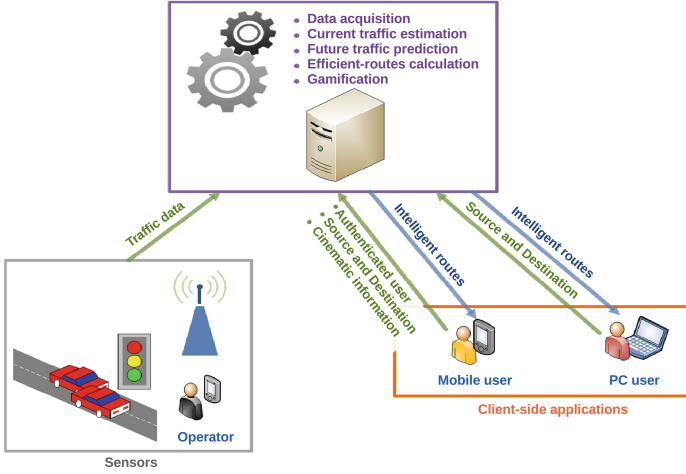 • Data acquisition
• Current traffic estimation
• Future traffic prediction
• Efficient-routes calculation
• Gamification
Traffic data
• Authenticated user
• Source and Destination
• Cinematic information
Intelligent routes
Source and Destination
Intelligent routes
Operator
Sensors
Mobile user
PC user
Client-side applications